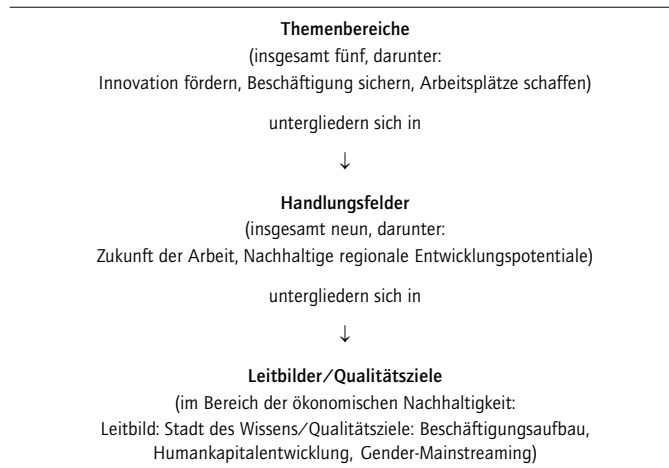 Themenbereiche
(insgesamt fünf, darunter:
Innovation fördern, Beschäftigung sichern, Arbeitsplätze schaffen)
untergliedern sich in
↓
Handlungsfelder
(insgesamt neun, darunter:
Zukunft der Arbeit, Nachhaltige regionale Entwicklungspotentiale)
untergliedern sich in
↓
Leitbilder/Qualitätsziele
(im Bereich der ökonomischen Nachhaltigkeit:
Leitbild: Stadt des Wissens/Qualitätsziele: Beschäftigungsaufbau,
Humankapitalentwicklung, Gender-Mainstreaming)